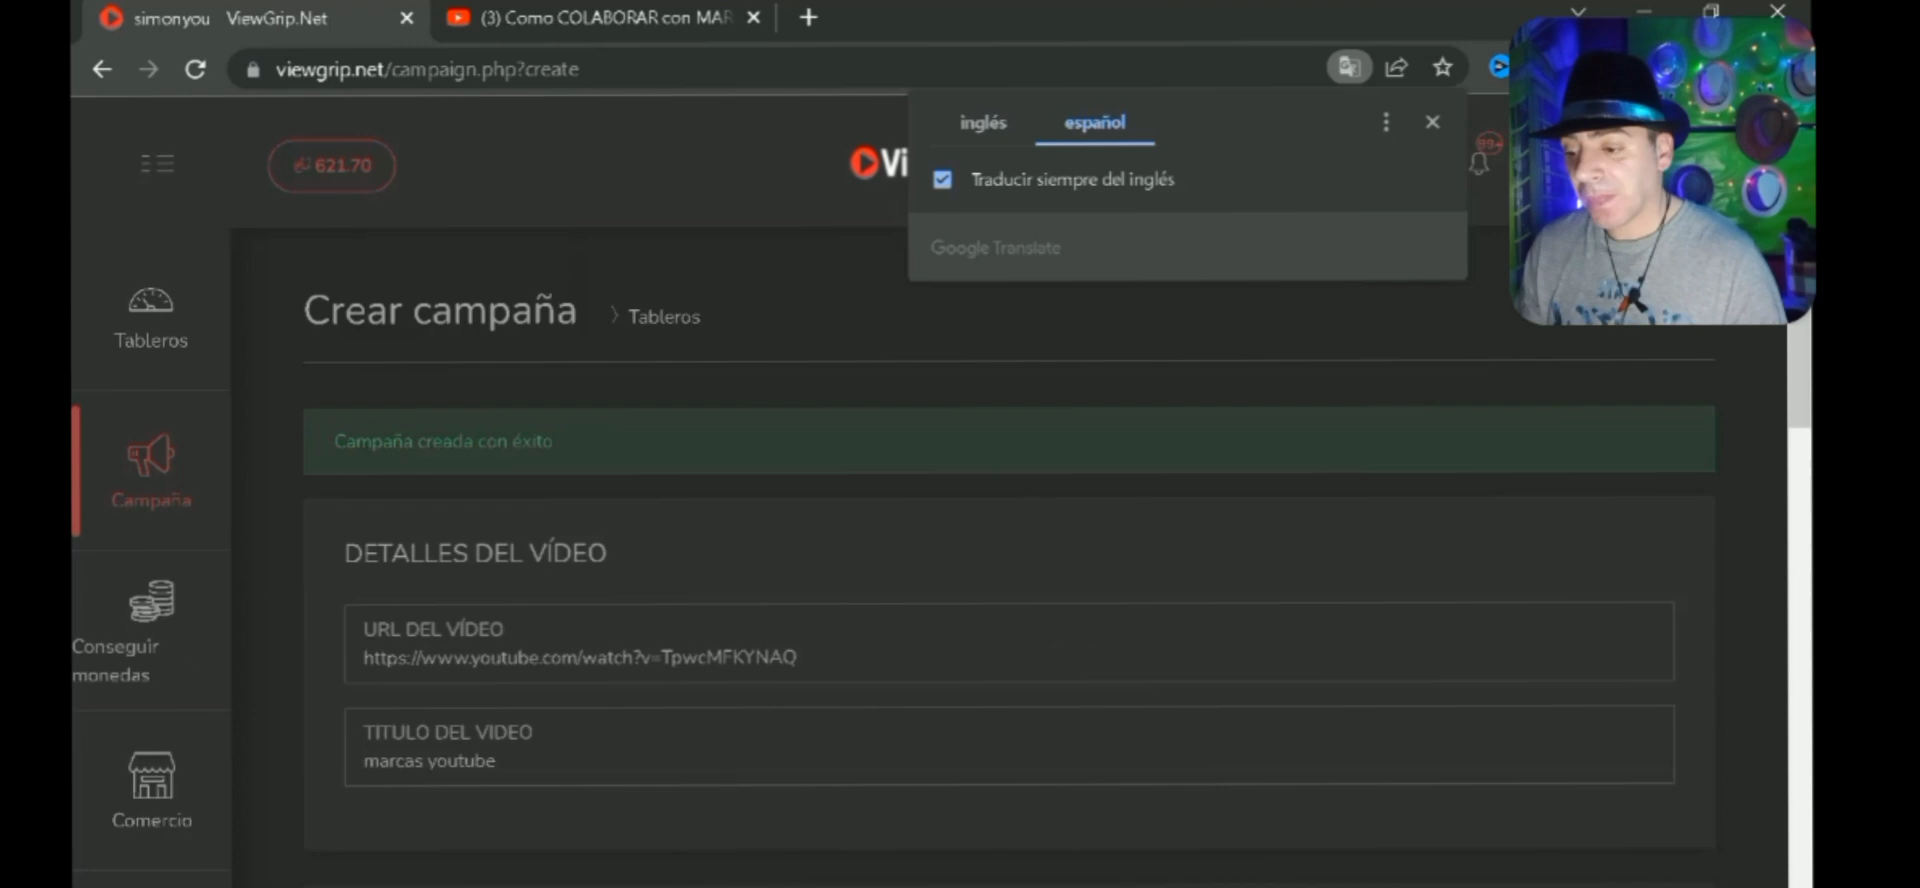 simonyou ViewGrip.Net
(3) Como COLABORAR con MAR
viewgrip.net/campaign.php?create
inglés español
Traducir siempre del inglés
Google Translate
621.70
Vi
99+
Crear campaña
Tableros
Tableros
Campaña creada con éxito
Campaña
DETALLES DEL VÍDEO
URL DEL VÍDEO
https://www.youtube.com/watch?v=TpwcMFKYNAQ
Conseguir
monedas
TITULO DEL VIDEO
marcas youtube
Comercio